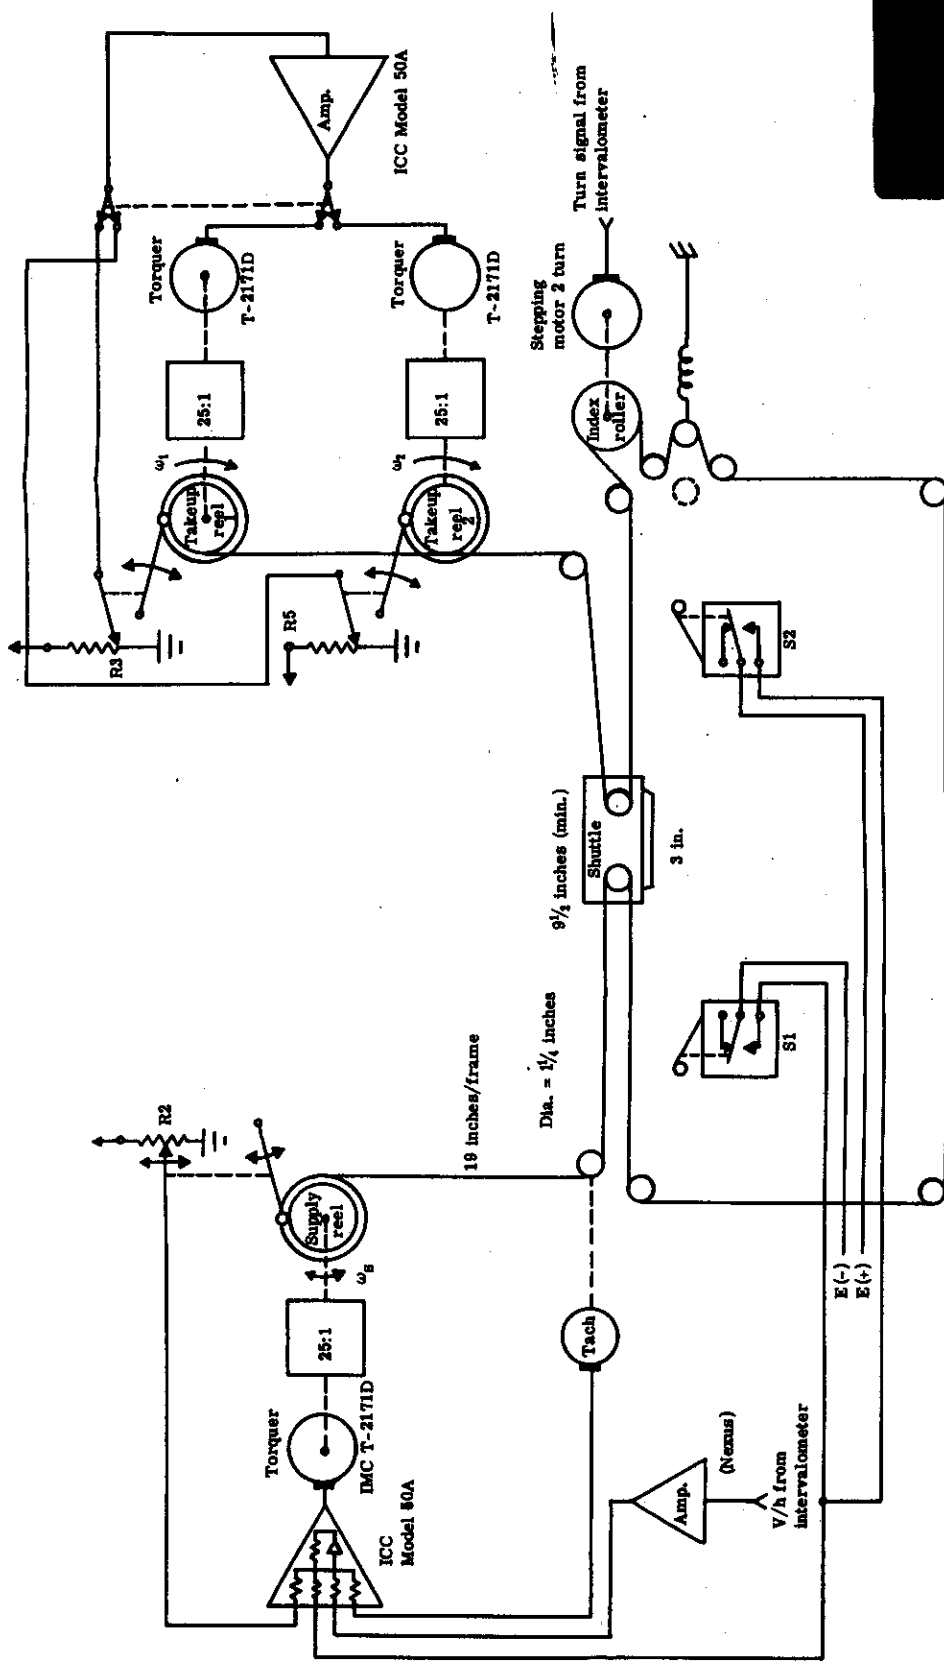 Amp.
ICC Model 50A
Torquer
T-2171D
Torquer
T-2171D
25:1
25:1
ω1
ω2
Takeup
reel
1
Takeup
reel
2
R3
R5
Turn signal from
intervalometer
Stepping
motor 2 turn
Index
roller
S2
9½ inches (min.)
Shuttle
3 in.
S1
Dia. = 1¼ inches
19 inches/frame
R2
Supply
reel
ωs
25:1
Torquer
IMC T-2171D
ICC
Model 50A
Tach
E(-)
E(+)
Amp.
(Nexus)
V/h from
intervalometer